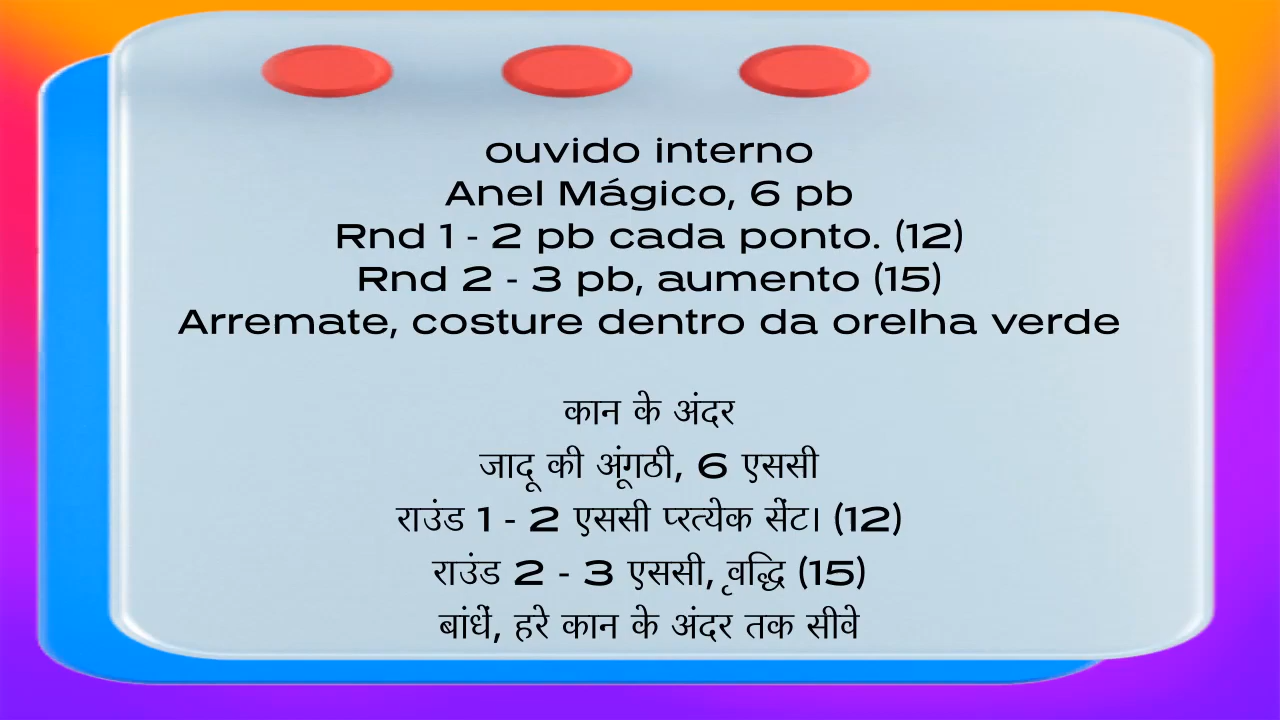 ouvido interno
Anel Mágico, 6 pb
Rnd 1 - 2 pb cada ponto. (12)
Rnd 2 - 3 pb, aumento (15)
Arremate, costure dentro da orelha verde
कान के अंदर
जादू की अंगूठी, 6 एससी
राउंड 1 - 2 एससी प्रत्येक सेंट। (12)
राउंड 2 - 3 एससी, वृद्धि (15)
बांधें, हरे कान के अंदर तक सीवे